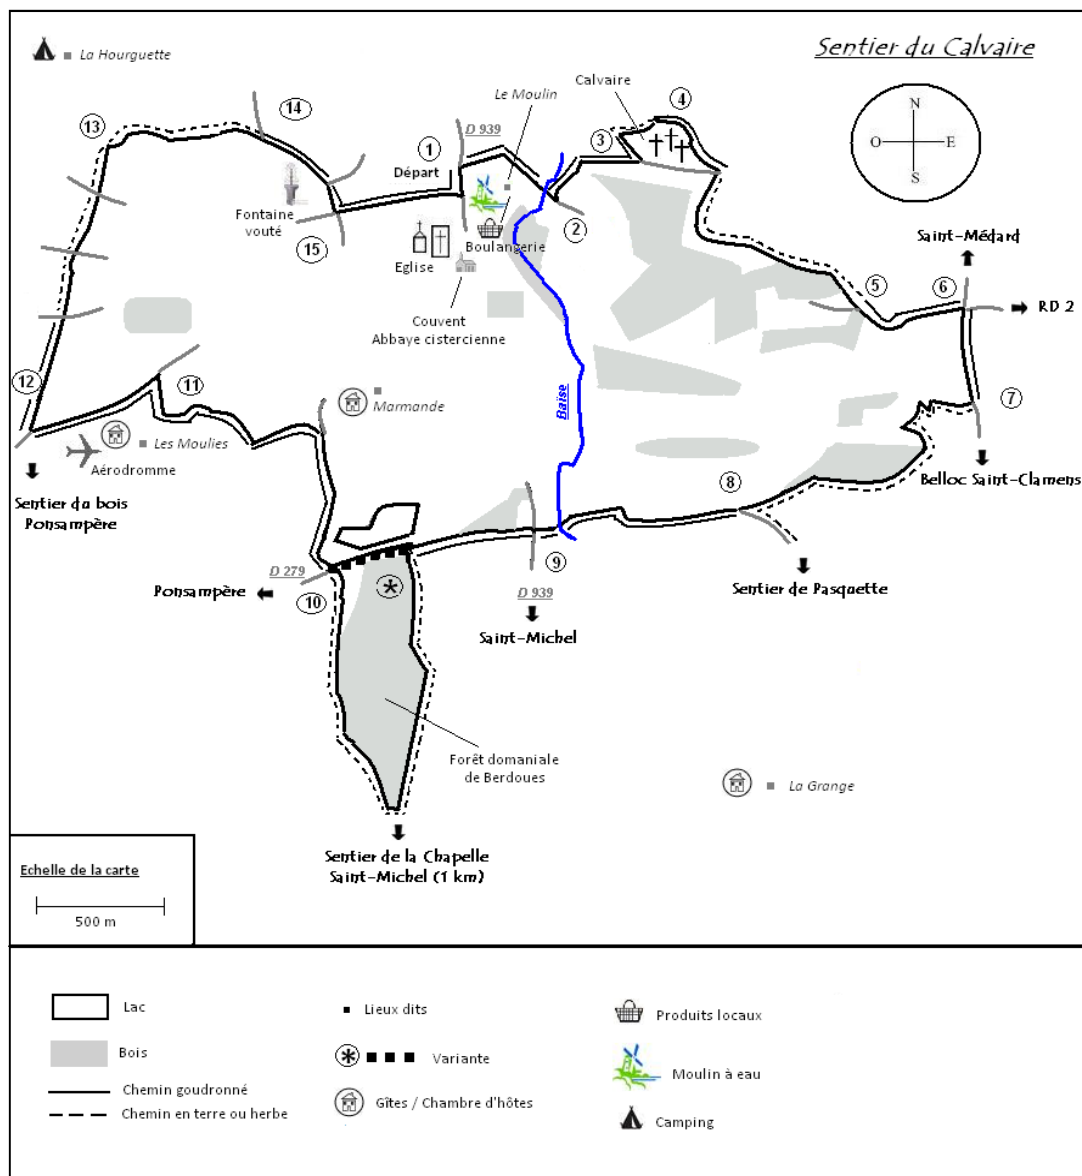 Sentier du Calvaire
La Hourguette
Calvaire
4
Le Moulin
14
N
13
D 939
1
3
O
E
S
Départ
Fontaine
vouté
15
2
Boulangerie
Eglise
Saint-Médard
Couvent
Abbaye cistercienne
5
6
RD 2
12
11
Marmande
Baïse
7
Les Moulies
Aérodromme
Sentier du bois
Ponsampère
8
Belloc Saint-Clamens
9
D 279
Ponsampère
10
*
D 939
Sentier de Pasquette
Saint-Michel
Forêt domaniale
de Berdoues
La Grange
Sentier de la Chapelle
Saint-Michel (1 km)
Echelle de la carte
500 m
Lac
Bois
Chemin goudronné
Chemin en terre ou herbe
Lieux dits
* Variante
Gîtes / Chambre d'hôtes
Produits locaux
Moulin à eau
Camping